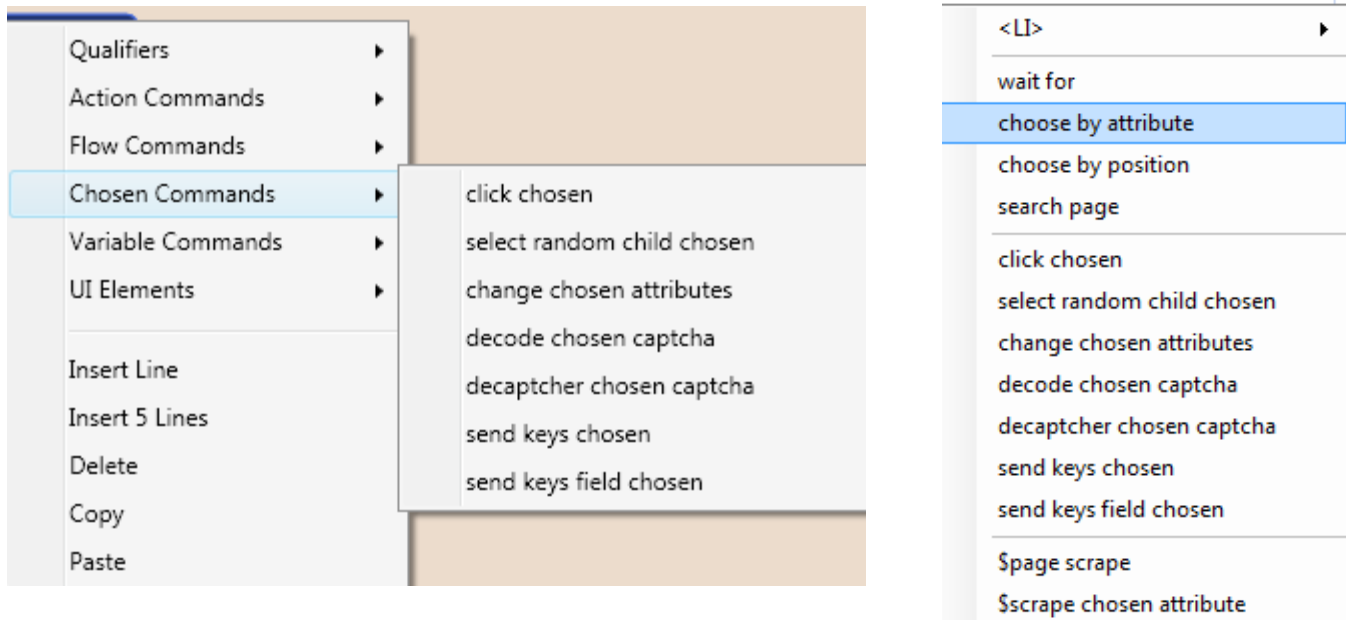 Qualifiers
Action Commands
Flow Commands
Chosen Commands
Variable Commands
UI Elements
Insert Line
Insert 5 Lines
Delete
Copy
Paste
click chosen
select random child chosen
change chosen attributes
decode chosen captcha
decaptcher chosen captcha
send keys chosen
send keys field chosen
<LI>
wait for
choose by attribute
choose by position
search page
click chosen
select random child chosen
change chosen attributes
decode chosen captcha
decaptcher chosen captcha
send keys chosen
send keys field chosen
$page scrape
$scrape chosen attribute